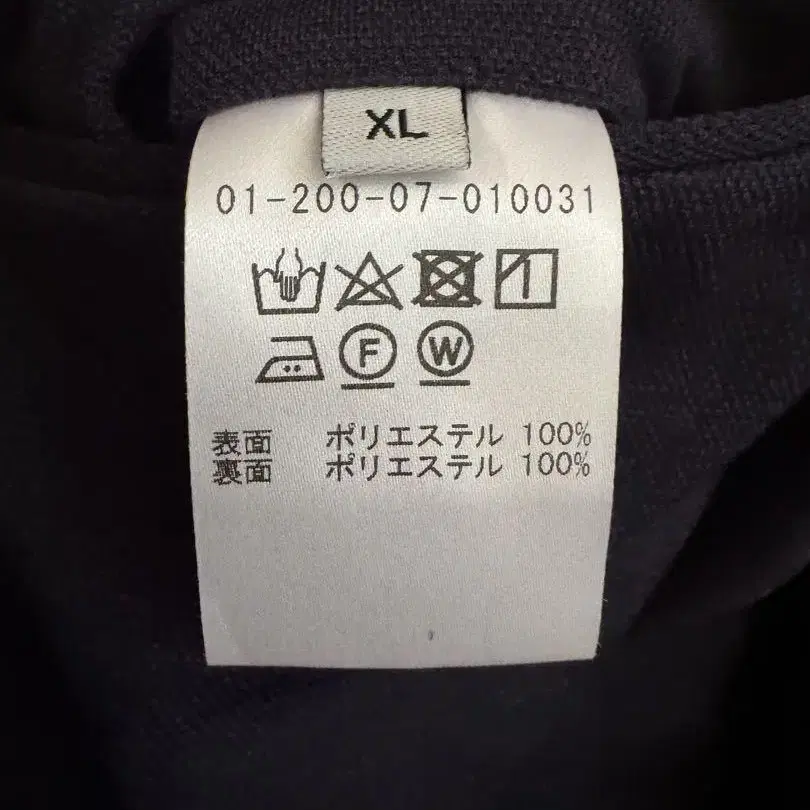 XL
01-200-07-010031
F W
表面 ポリエステル 100%
裏面 ポリエステル 100%